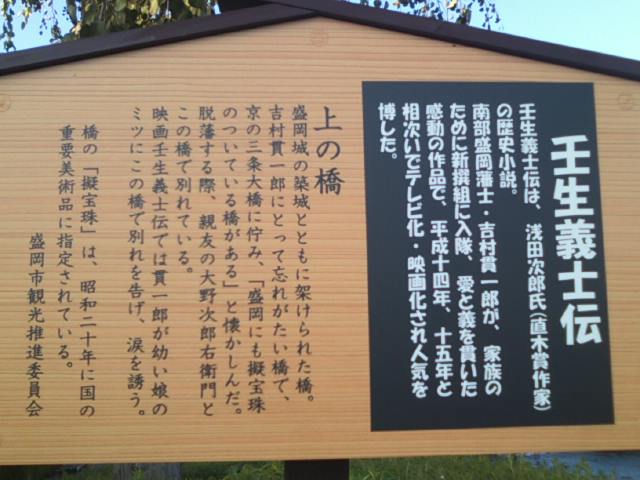 壬生義士伝
壬生義士伝は、浅田次郎氏(直木賞作家)
の歴史小説。
南部盛岡藩士・吉村貫一郎が、家族の
ために新撰組に入隊、愛と義を貫いた
感動の作品で、平成十四年、十五年と
相次いでテレビ化・映画化され人気を
博した。
上の橋
盛岡城の築城とともに架けられた橋。
吉村貫一郎にとって忘れがたい橋で、
京の三条大橋に佇み、「盛岡にも擬宝珠
のついている橋がある」と懐かしんだ。
脱藩する際、親友の大野次郎右衛門と
この橋で別れている。
映画壬生義士伝では貫一郎が幼い娘の
ミツにこの橋で別れを告げ、涙を誘う。
橋の「擬宝珠」は、昭和二十年に国の
重要美術品に指定されている。
盛岡市観光推進委員会